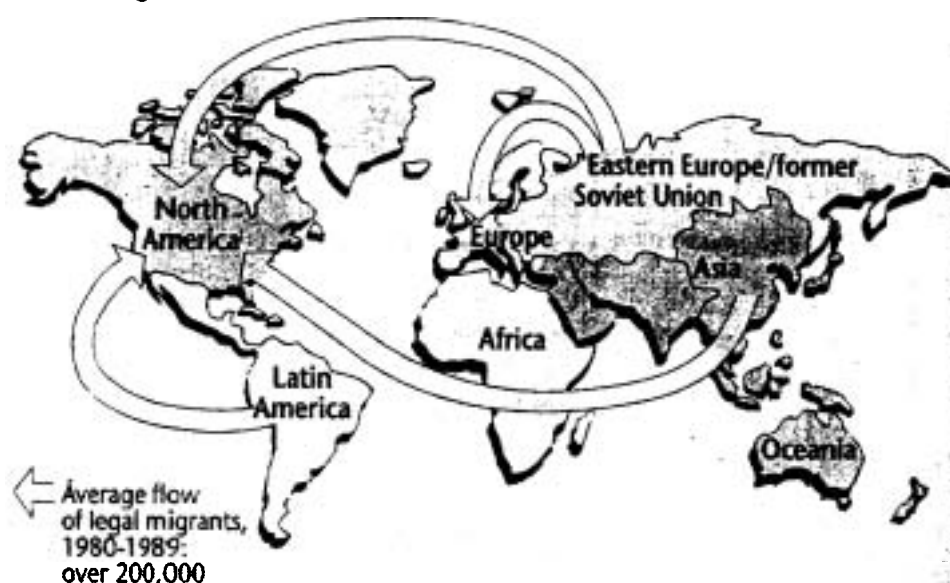 North
America
"Eastern Europe/former
Soviet Union
Europe
Asia
Africa
Latin
America
Oceania
Average flow
of legal migrants,
1980-1989:
over 200,000